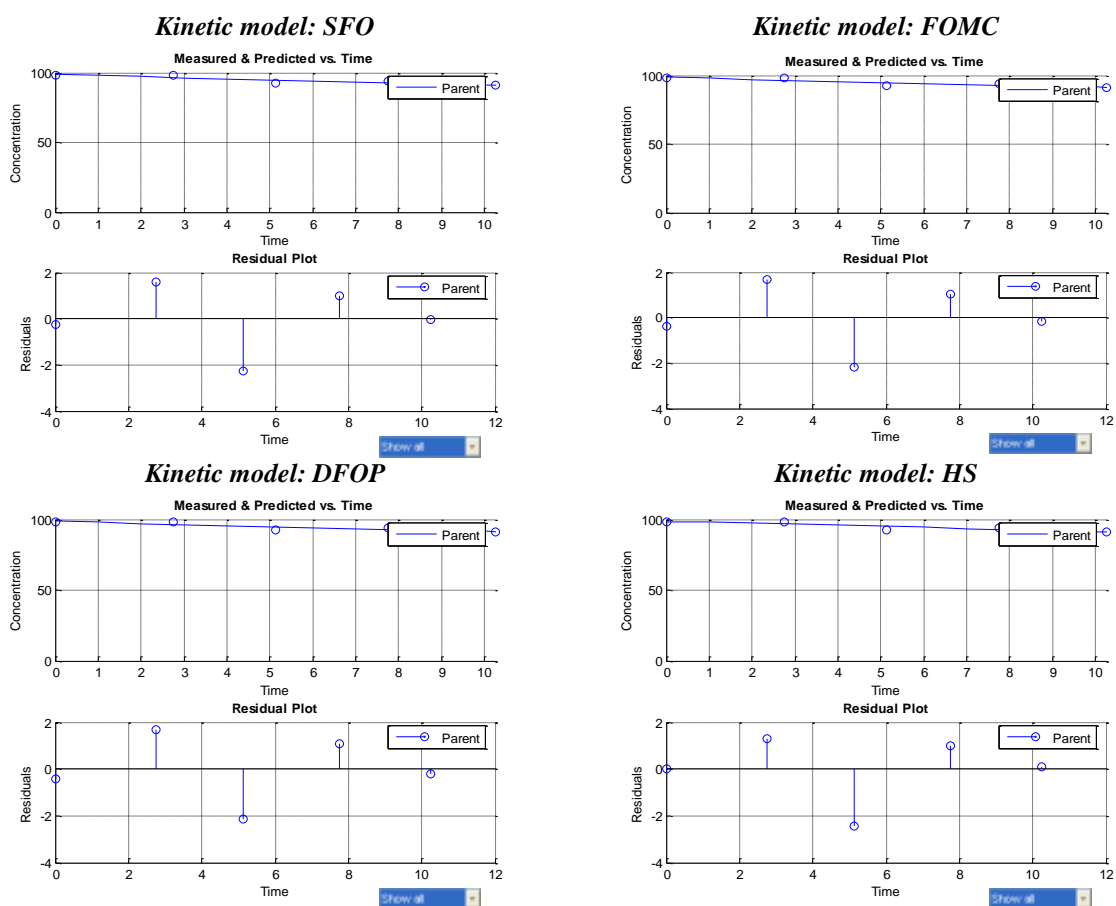 Kinetic model: SFO
Measured & Predicted vs. Time
100
50
0
Concentration
Parent
0 1 2 3 4 5 6 7 8 9 10
Time
Residual Plot
2
0
-2
-4
Residuals
Parent
0 2 4 6 8 10 12
Time
Show all
Kinetic model: FOMC
Measured & Predicted vs. Time
100
50
0
Concentration
Parent
0 1 2 3 4 5 6 7 8 9 10
Time
Residual Plot
2
0
-2
-4
Residuals
Parent
0 2 4 6 8 10 12
Time
Show all
Kinetic model: DFOP
Measured & Predicted vs. Time
100
50
0
Concentration
Parent
0 1 2 3 4 5 6 7 8 9 10
Time
Residual Plot
2
0
-2
-4
Residuals
Parent
0 2 4 6 8 10 12
Time
Show all
Kinetic model: HS
Measured & Predicted vs. Time
100
50
0
Concentration
Parent
0 1 2 3 4 5 6 7 8 9 10
Time
Residual Plot
2
0
-2
-4
Residuals
Parent
0 2 4 6 8 10 12
Time
Show all